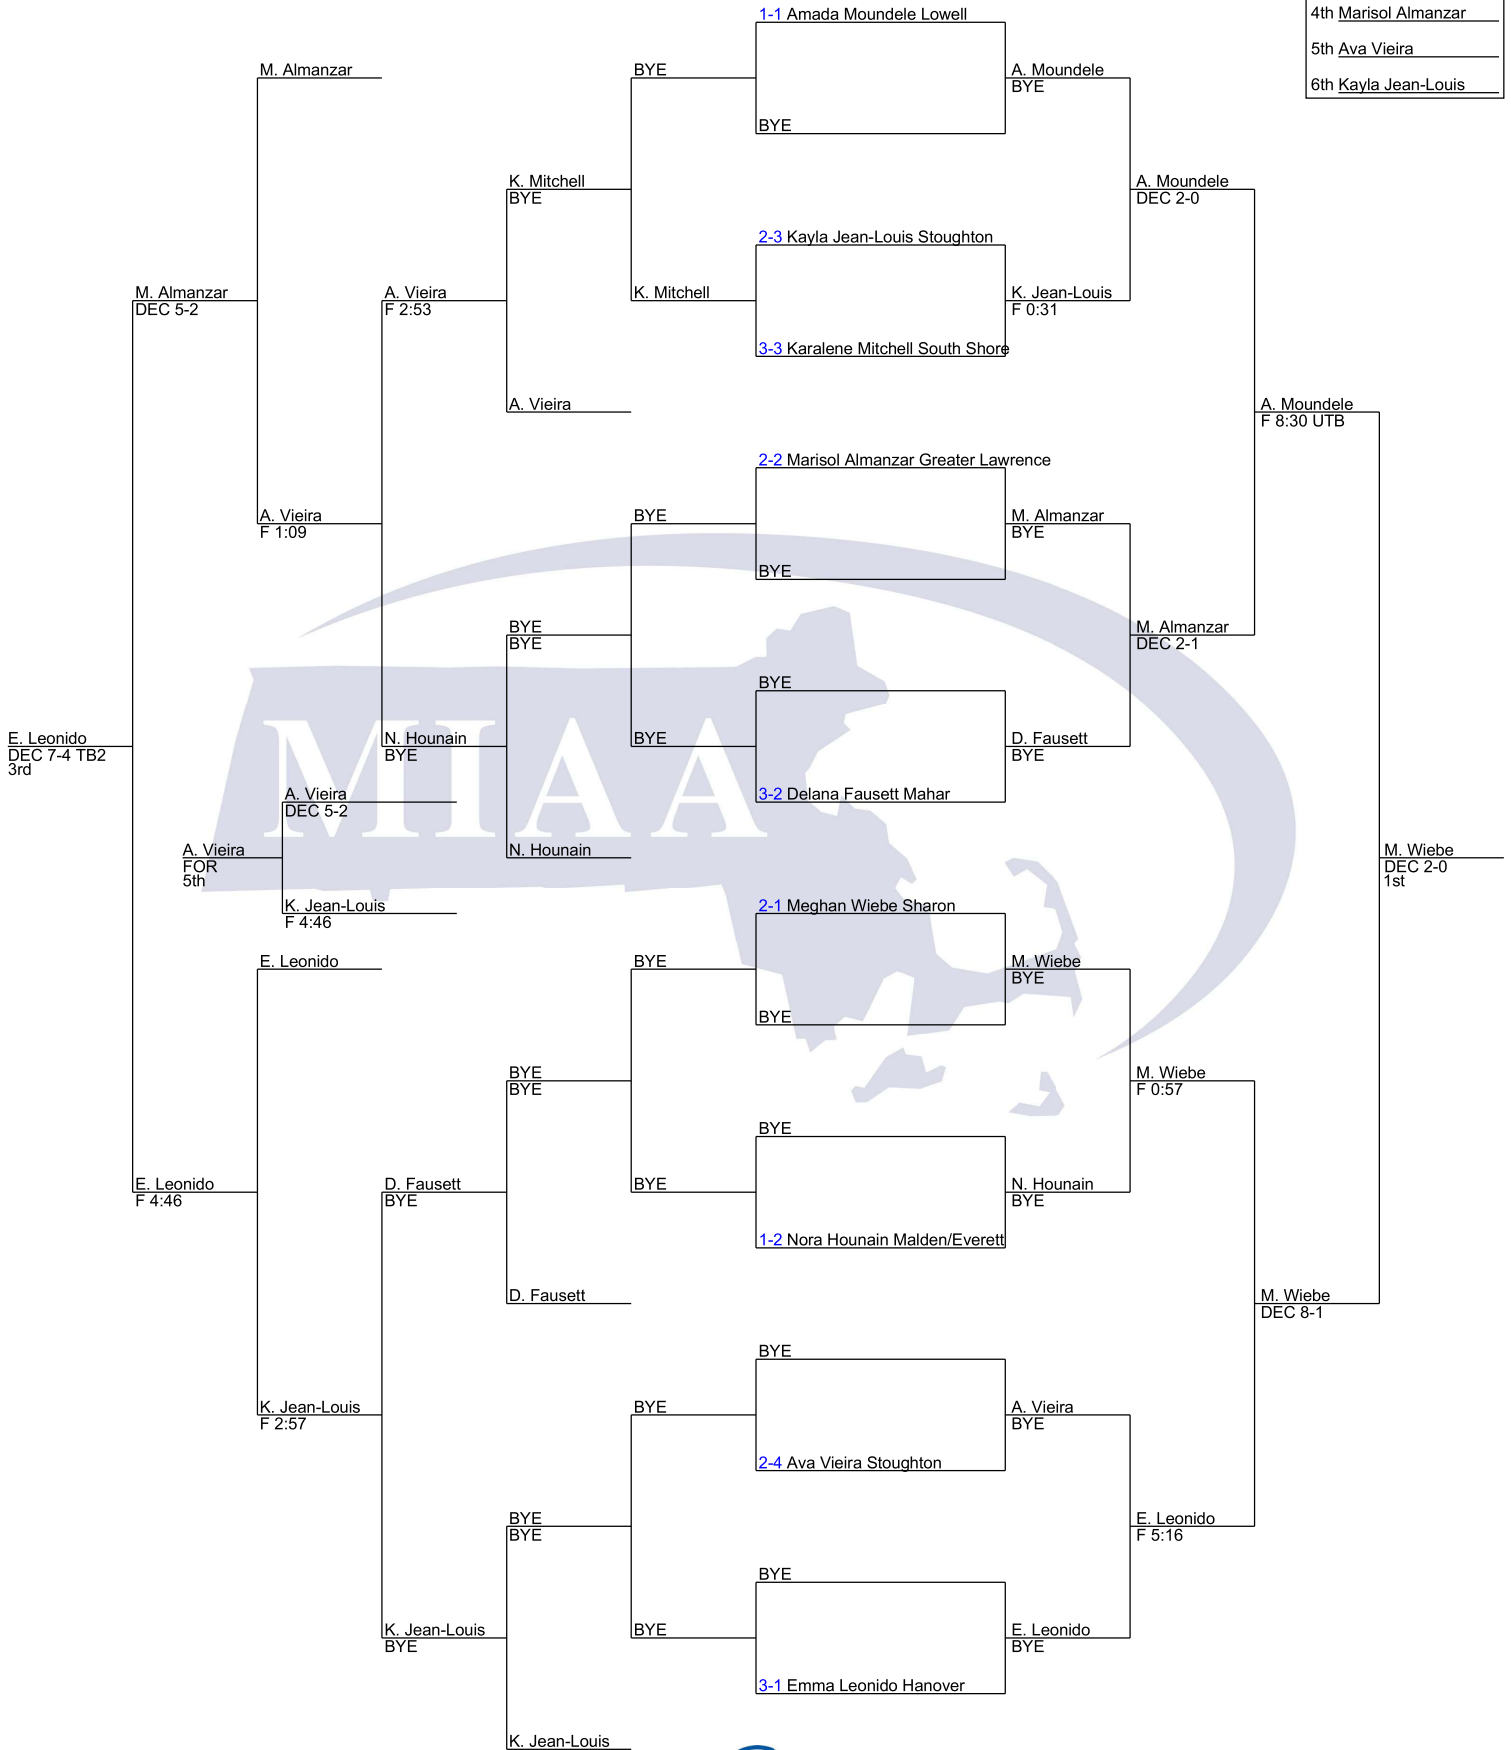 1-1 Amada Moundele Lowell
4th Marisol Almanzar
5th Ava Vieira
6th Kayla Jean-Louis
M. Almanzar
BYE
A. Moundele
BYE
BYE
K. Mitchell
BYE
A. Moundele
DEC 2-0
2-3 Kayla Jean-Louis Stoughton
M. Almanzar
DEC 5-2
A. Vieira
F 2:53
K. Mitchell
K. Jean-Louis
F 0:31
3-3 Karalene Mitchell South Shore
A. Vieira
A. Moundele
F 8:30 UTB
2-2 Marisol Almanzar Greater Lawrence
A. Vieira
F 1:09
BYE
M. Almanzar
BYE
BYE
BYE
BYE
M. Almanzar
DEC 2-1
BYE
E. Leonido
DEC 7-4 TB2
3rd
N. Hounain
BYE
BYE
D. Fausett
BYE
MIAA
A. Vieira
DEC 5-2
3-2 Delana Fausett Mahar
A. Vieira
FOR
5th
N. Hounain
M. Wiebe
DEC 2-0
1st
K. Jean-Louis
F 4:46
2-1 Meghan Wiebe Sharon
E. Leonido
BYE
M. Wiebe
BYE
BYE
BYE
BYE
M. Wiebe
F 0:57
BYE
E. Leonido
F 4:46
D. Fausett
BYE
BYE
N. Hounain
BYE
1-2 Nora Hounain Malden/Everett
D. Fausett
M. Wiebe
DEC 8-1
BYE
K. Jean-Louis
F 2:57
BYE
A. Vieira
BYE
2-4 Ava Vieira Stoughton
BYE
BYE
E. Leonido
F 5:16
BYE
K. Jean-Louis
BYE
BYE
E. Leonido
BYE
3-1 Emma Leonido Hanover
K. Jean-Louis